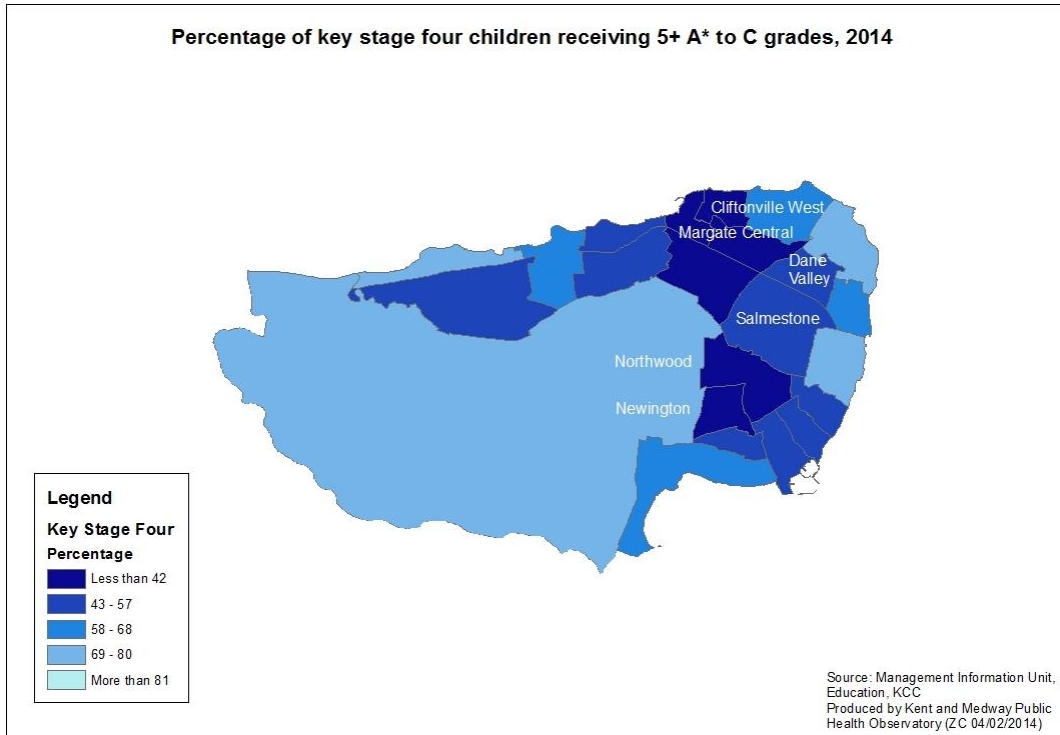 Percentage of key stage four children receiving 5+ A* to C grades, 2014
Cliftonville West
Margate Central
Dane
Valley
Salmestone
Northwood
Newington
Legend
Key Stage Four
Percentage
Less than 42
43 - 57
58 - 68
69 - 80
More than 81
Source: Management Information Unit,
Education, KCC
Produced by Kent and Medway Public
Health Observatory (ZC 04/02/2014)